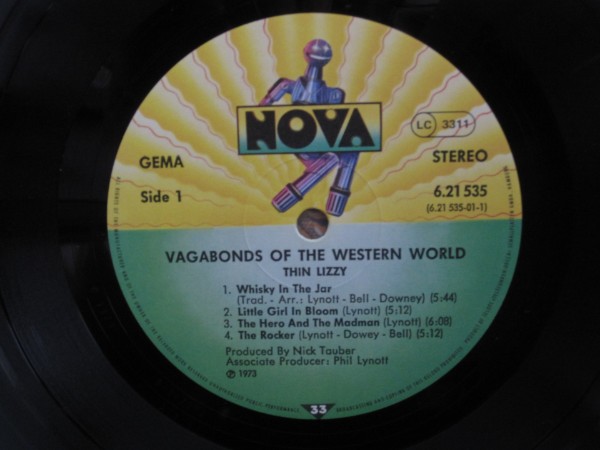 NOVA
LC 3311
GEMA
STEREO
Side 1
6.21 535
(6.21 535-01-1)
VAGABONDS OF THE WESTERN WORLD
THIN LIZZY
1. Whisky In The Jar
(Trad. - Arr.: Lynott - Bell - Downey) (5:44)
2. Little Girl In Bloom (Lynott) (5:12)
3. The Hero And The Madman (Lynott) (6:08)
4. The Rocker (Lynott - Dowey - Bell) (5:12)
Produced By Nick Tauber
Associate Producer: Phil Lynott
℗ 1973
33